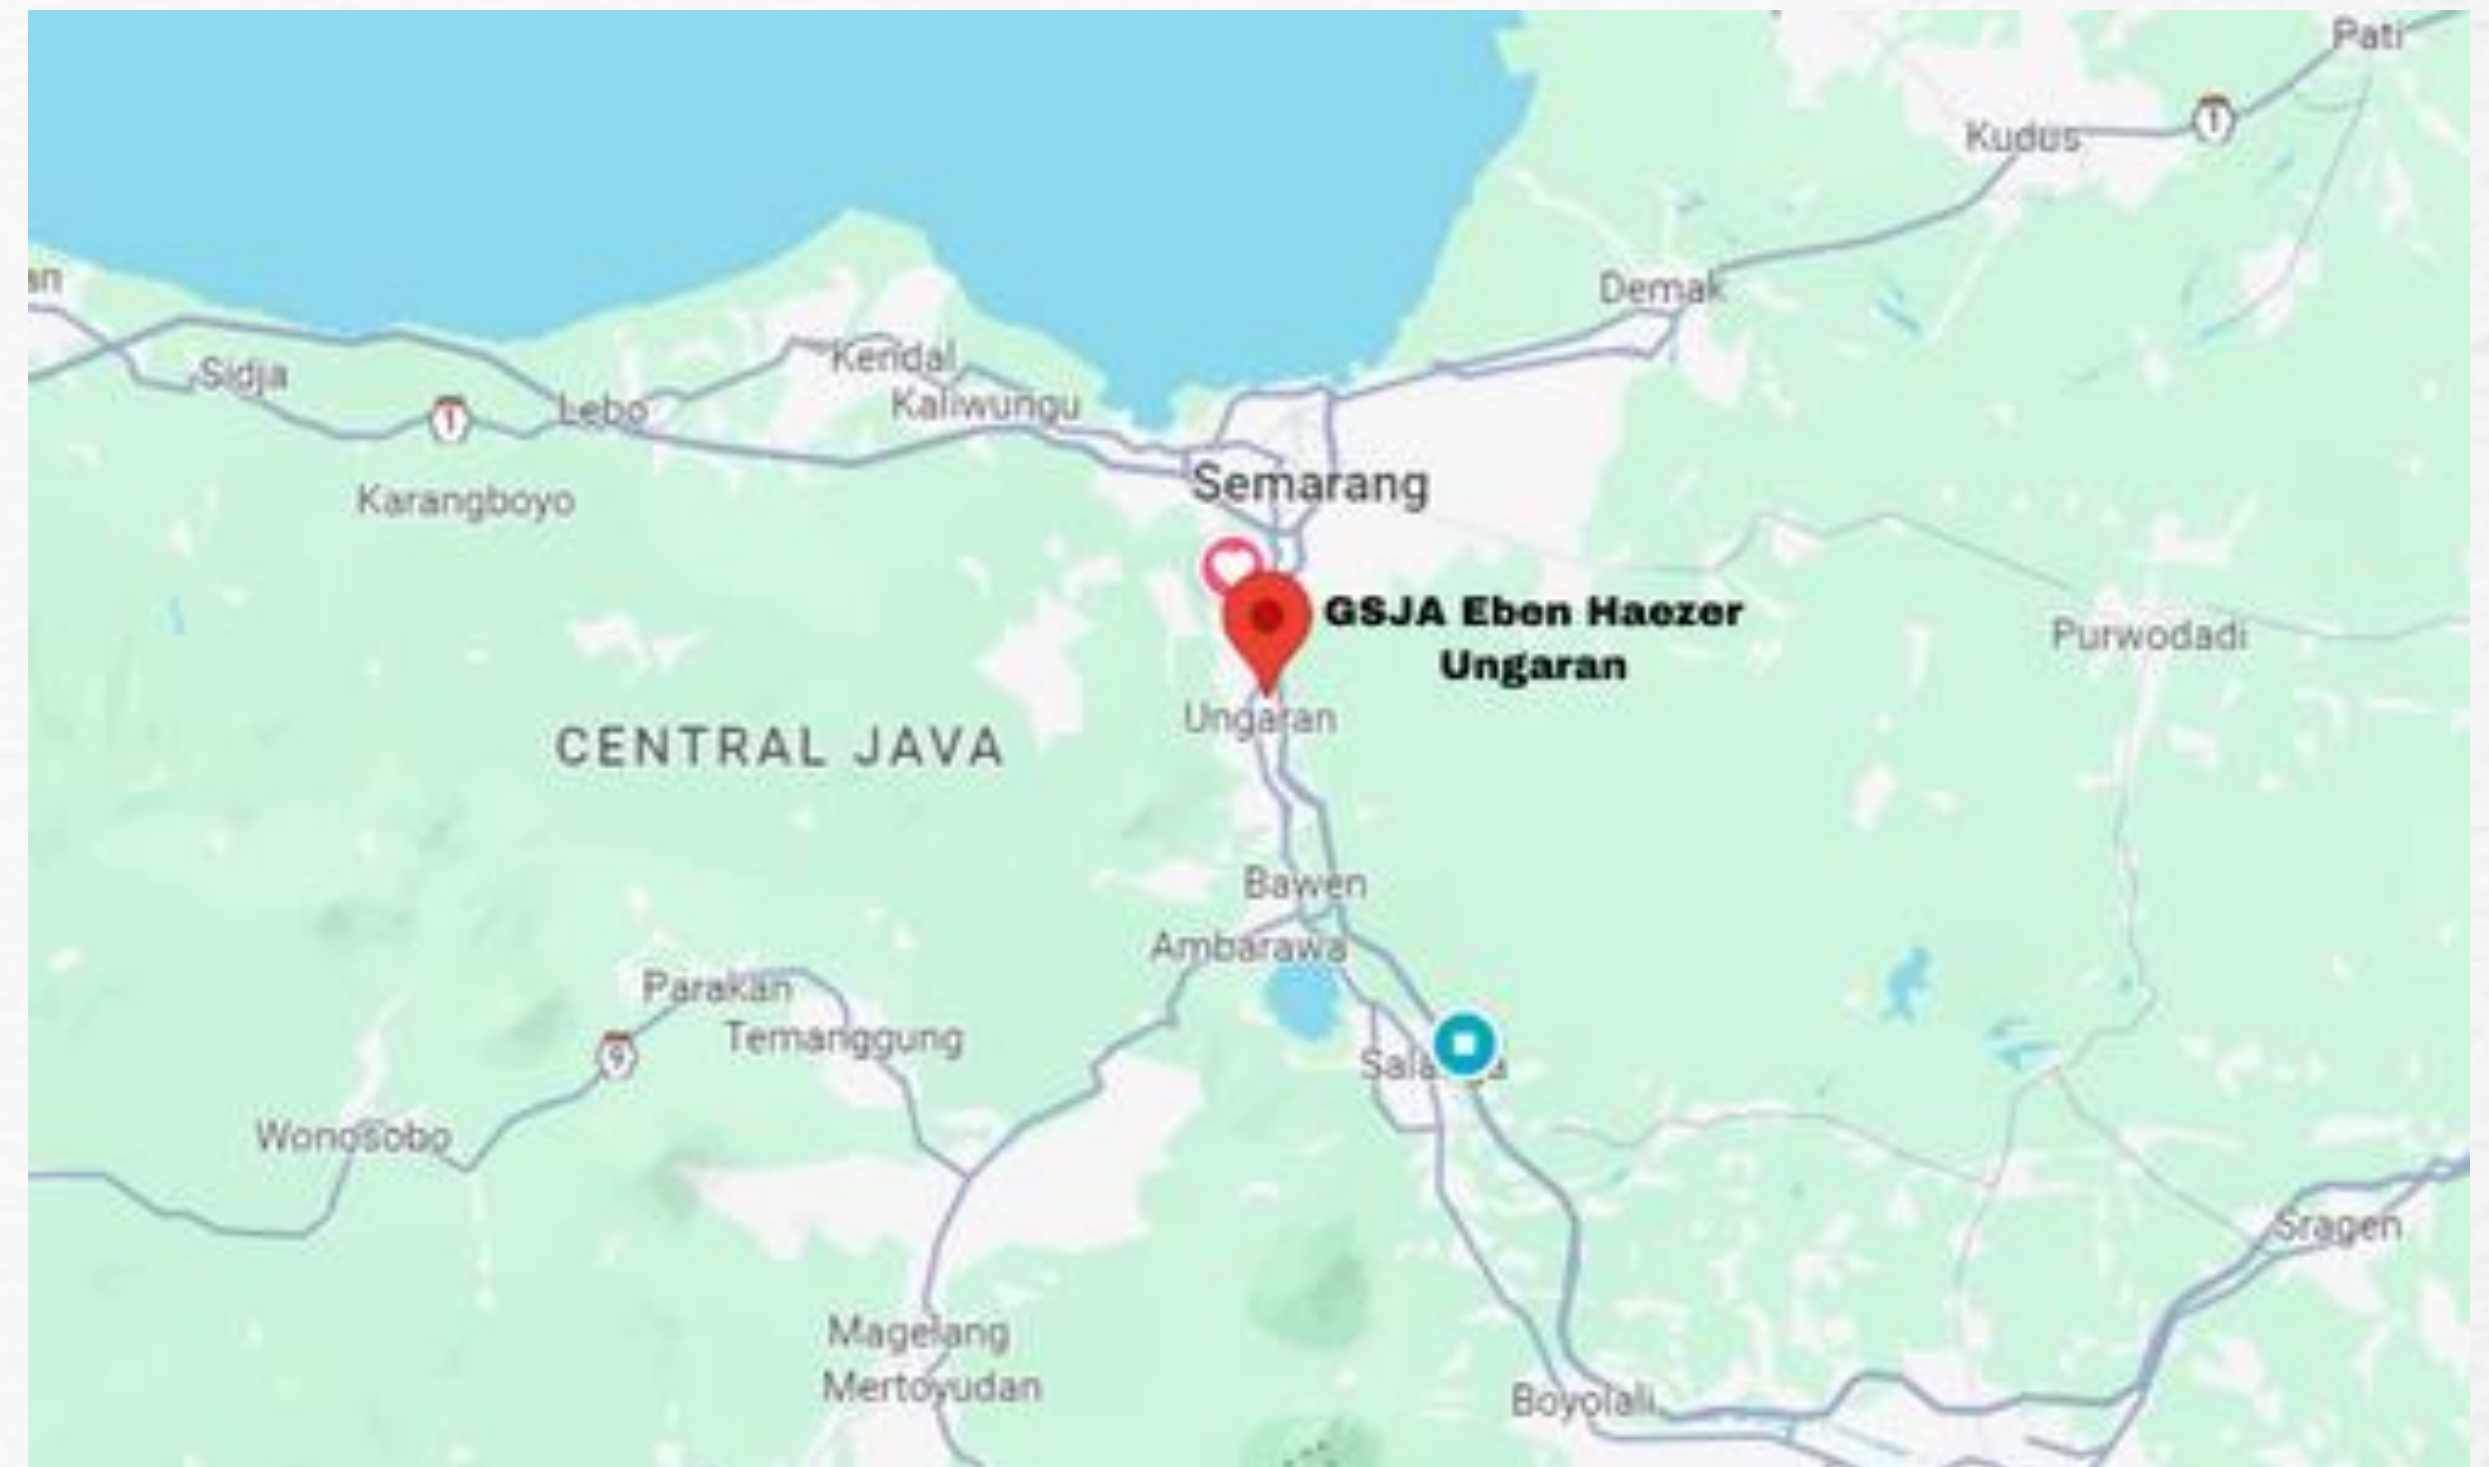 Pati
1
Kudus
an
Demak
Kendal
Sidja
Lebo
Kaliwungu
1
Semarang
Karangboyo
GSJA Eben Haezer
Ungaran
Purwodadi
Ungaran
CENTRAL JAVA
Bawen
Ambarawa
Parakan
Temanggung
9
Wonosobo
Sragen
Magelang
Mertoyudan
Boyolali